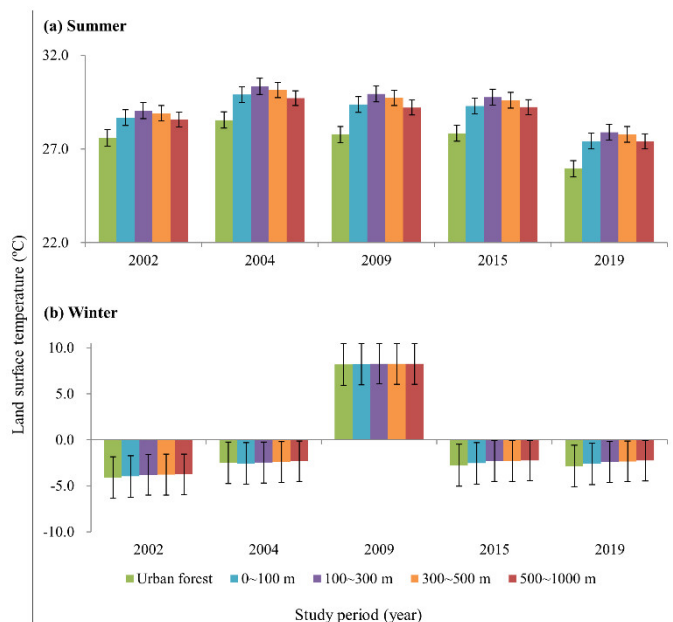 (a) Summer
32.0
27.0
22.0
2002 2004 2009 2015 2019
Land surface temperature (°C)
(b) Winter
10.0
5.0
0.0
-5.0
-10.0
2002 2004 2009 2015 2019
Urban forest 0~100 m 100~300 m 300~500 m 500~1000 m
Study period (year)